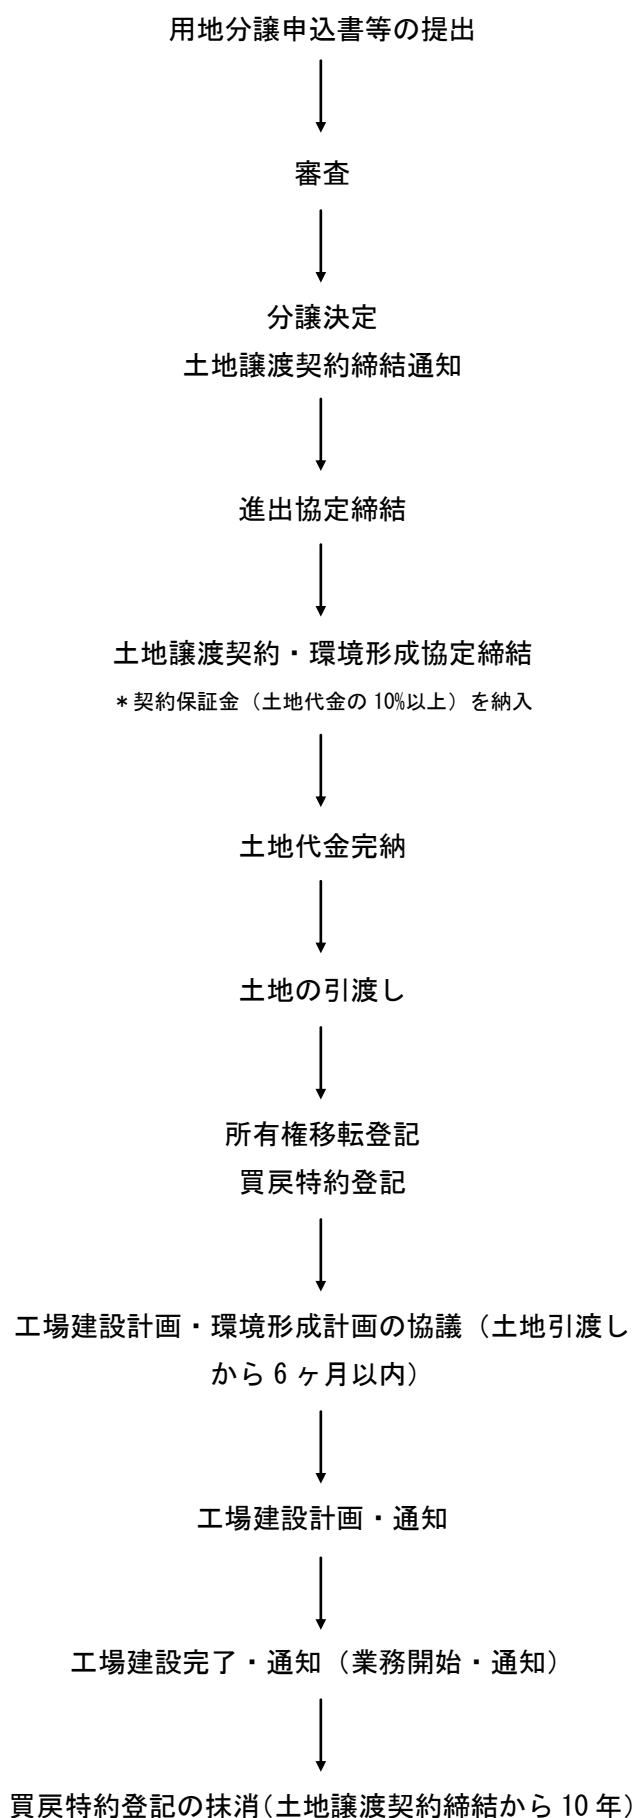 用地分譲申込書等の提出
審査
分譲決定
土地譲渡契約締結通知
進出協定締結
土地譲渡契約・環境形成協定締結
＊契約保証金（土地代金の10%以上）を納入
土地代金完納
土地の引渡し
所有権移転登記
買戻特約登記
工場建設計画・環境形成計画の協議（土地引渡し
から6ヶ月以内）
工場建設計画・通知
工場建設完了・通知（業務開始・通知）
買戻特約登記の抹消（土地譲渡契約締結から10年）